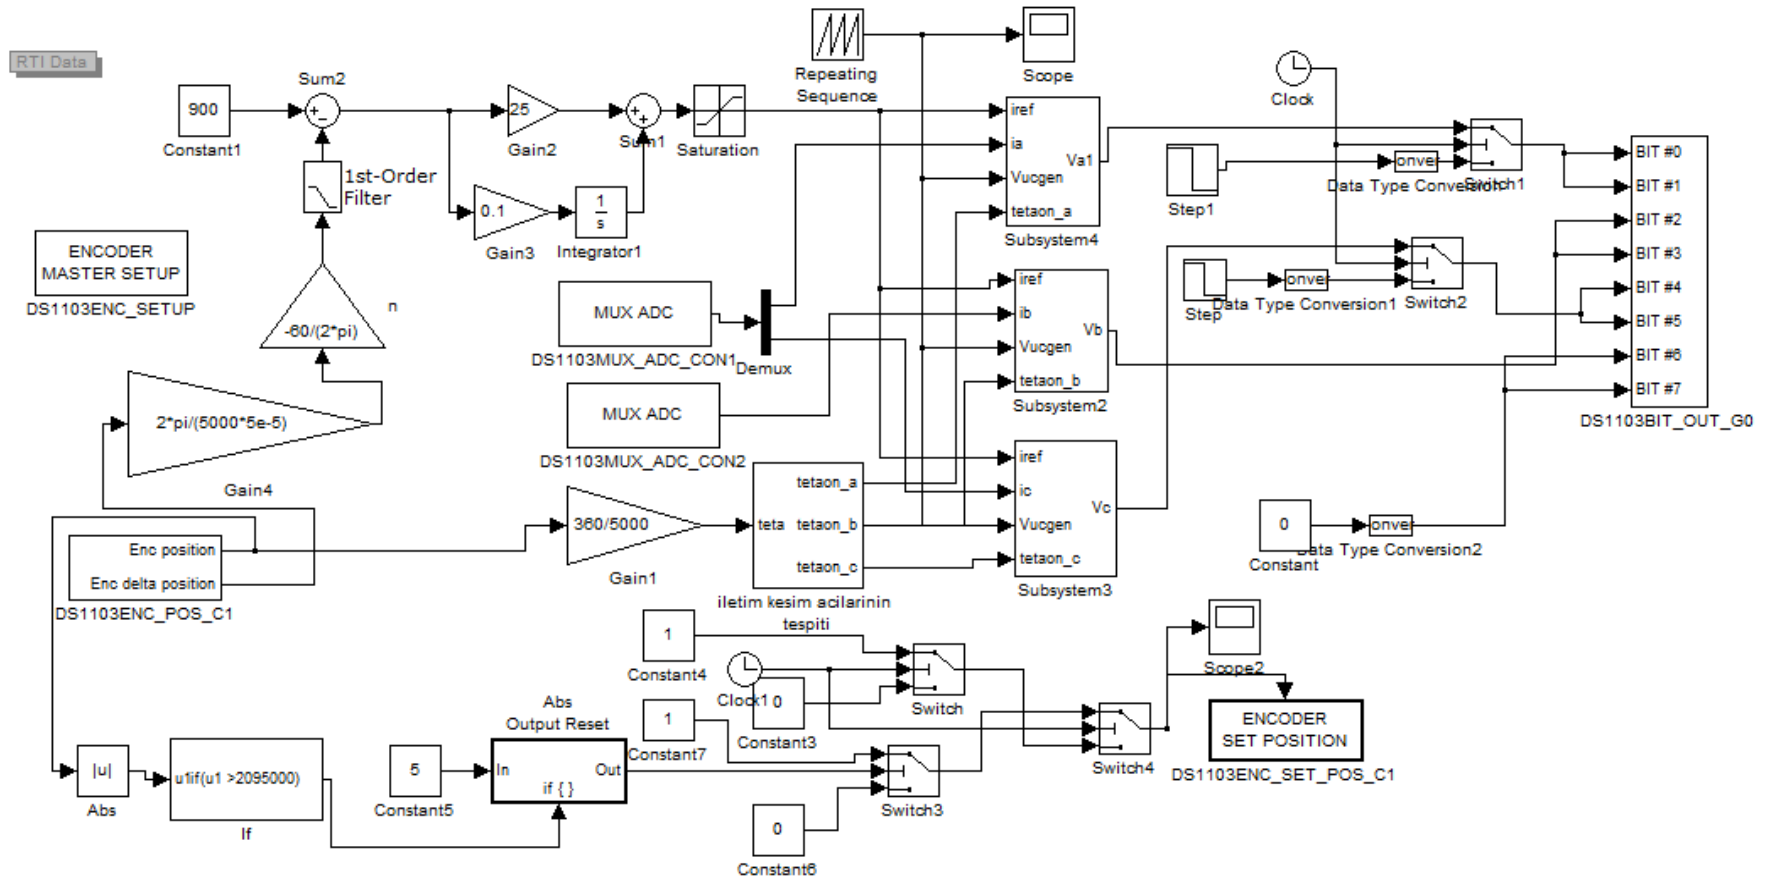 RTI Data
Repeating
Sequence
Scope
Clock
Sum2
900
Constant1
+
−
25
Gain2
+
+
Sum1
Saturation
1st-Order
Filter
0.1
Gain3
1
s
Integrator1
iref
ia
Vucgen
tetaon_a
Va1
Subsystem4
Step1
onver
Data Type Conversion
Switch1
BIT #0
BIT #1
BIT #2
BIT #3
BIT #4
BIT #5
BIT #6
BIT #7
DS1103BIT_OUT_G0
ENCODER
MASTER SETUP
DS1103ENC_SETUP
-60/(2*pi)
n
MUX ADC
DS1103MUX_ADC_CON1
Demux
iref
ib
Vucgen
tetaon_b
Vb
Subsystem2
Step
onver
Data Type Conversion1
Switch2
2*pi/(5000*5e-5)
Gain4
MUX ADC
DS1103MUX_ADC_CON2
iref
ic
Vucgen
tetaon_c
Vc
Subsystem3
360/5000
Gain1
teta
tetaon_a
tetaon_b
tetaon_c
iletim kesim acilarinin
tespiti
0
Constant
onver
Data Type Conversion2
Enc position
Enc delta position
DS1103ENC_POS_C1
1
Constant4
Clock1
0
Constant3
Switch
Scope2
1
Constant7
Switch4
ENCODER
SET POSITION
DS1103ENC_SET_POS_C1
|u|
Abs
u1if(u1 >2095000)
If
5
Constant5
Abs
Output Reset
In
Out
if { }
Switch3
0
Constant6